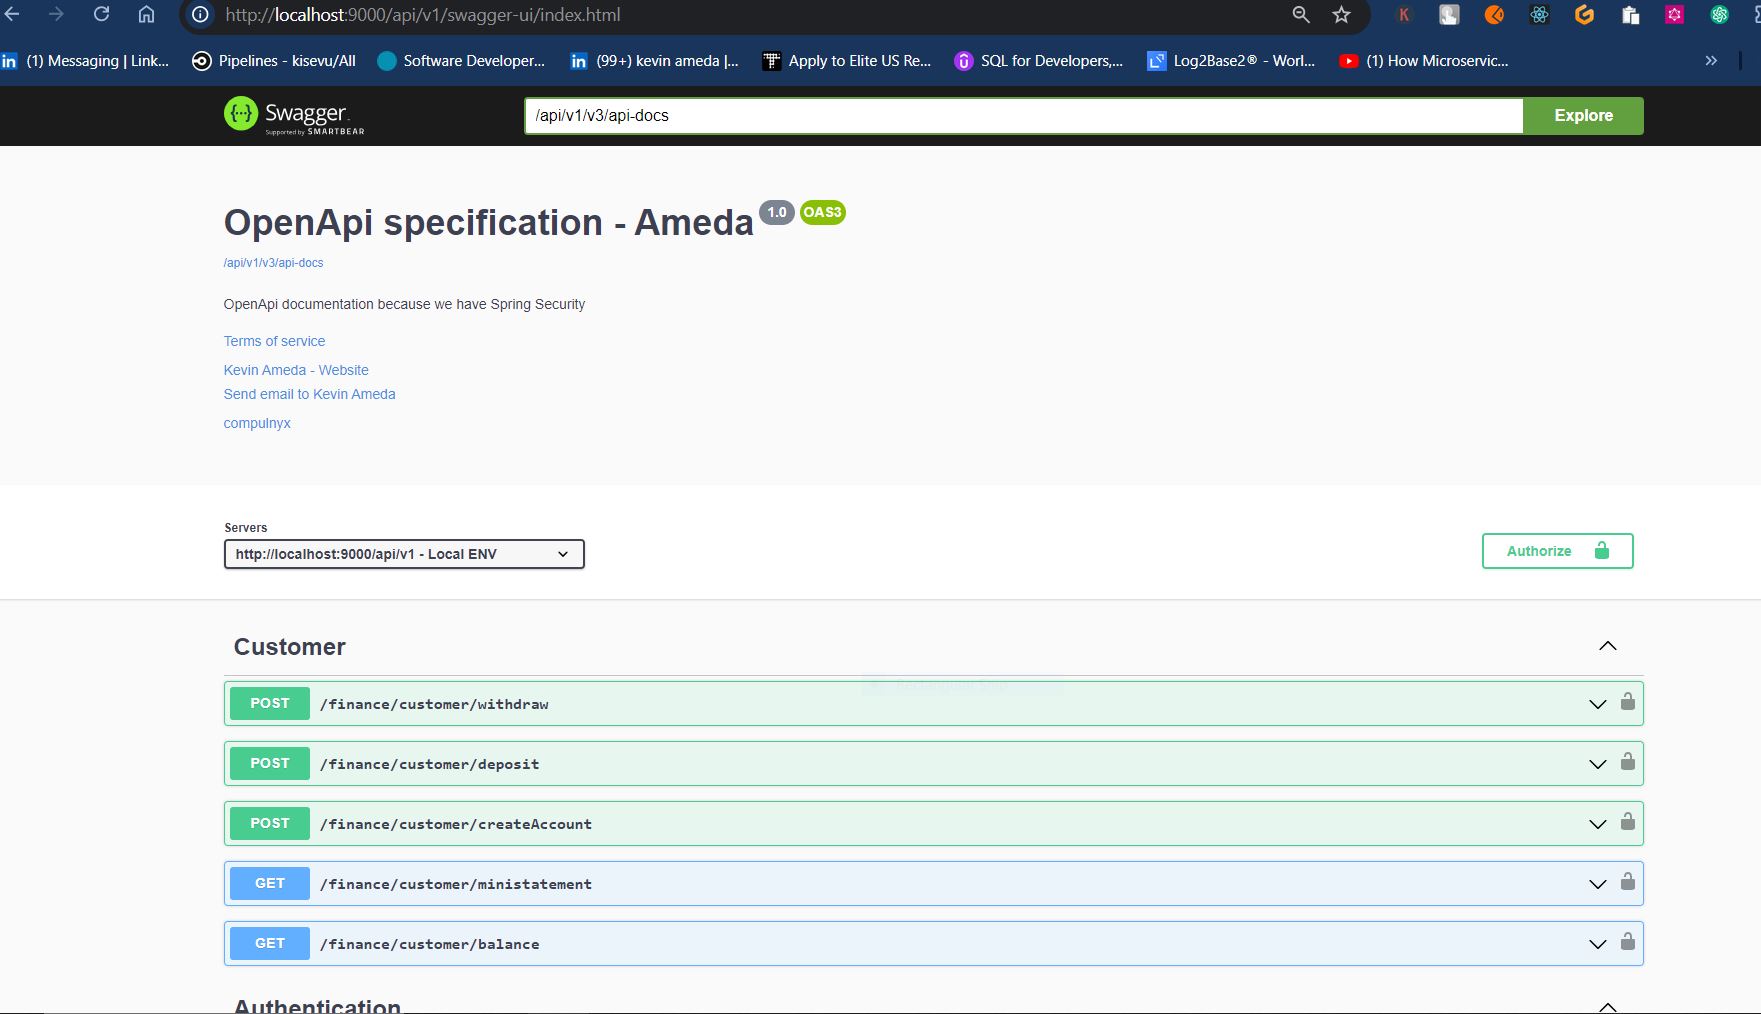 http://localhost:9000/api/v1/swagger-ui/index.html
K
in (1) Messaging | Link...
Pipelines - kisevu/All
Software Developer...
in (99+) kevin ameda |...
Apply to Elite US Re...
SQL for Developers,...
Log2Base2® - Worl...
(1) How Microservic...
{··} Swagger.
Supported by SMARTBEAR
/api/v1/v3/api-docs
Explore
OpenApi specification - Ameda 1.0 OAS3
/api/v1/v3/api-docs
OpenApi documentation because we have Spring Security
Terms of service
Kevin Ameda - Website
Send email to Kevin Ameda
compulnyx
Servers
http://localhost:9000/api/v1 - Local ENV
Authorize
Customer
POST /finance/customer/withdraw
POST /finance/customer/deposit
POST /finance/customer/createAccount
GET /finance/customer/ministatement
GET /finance/customer/balance
Authentication